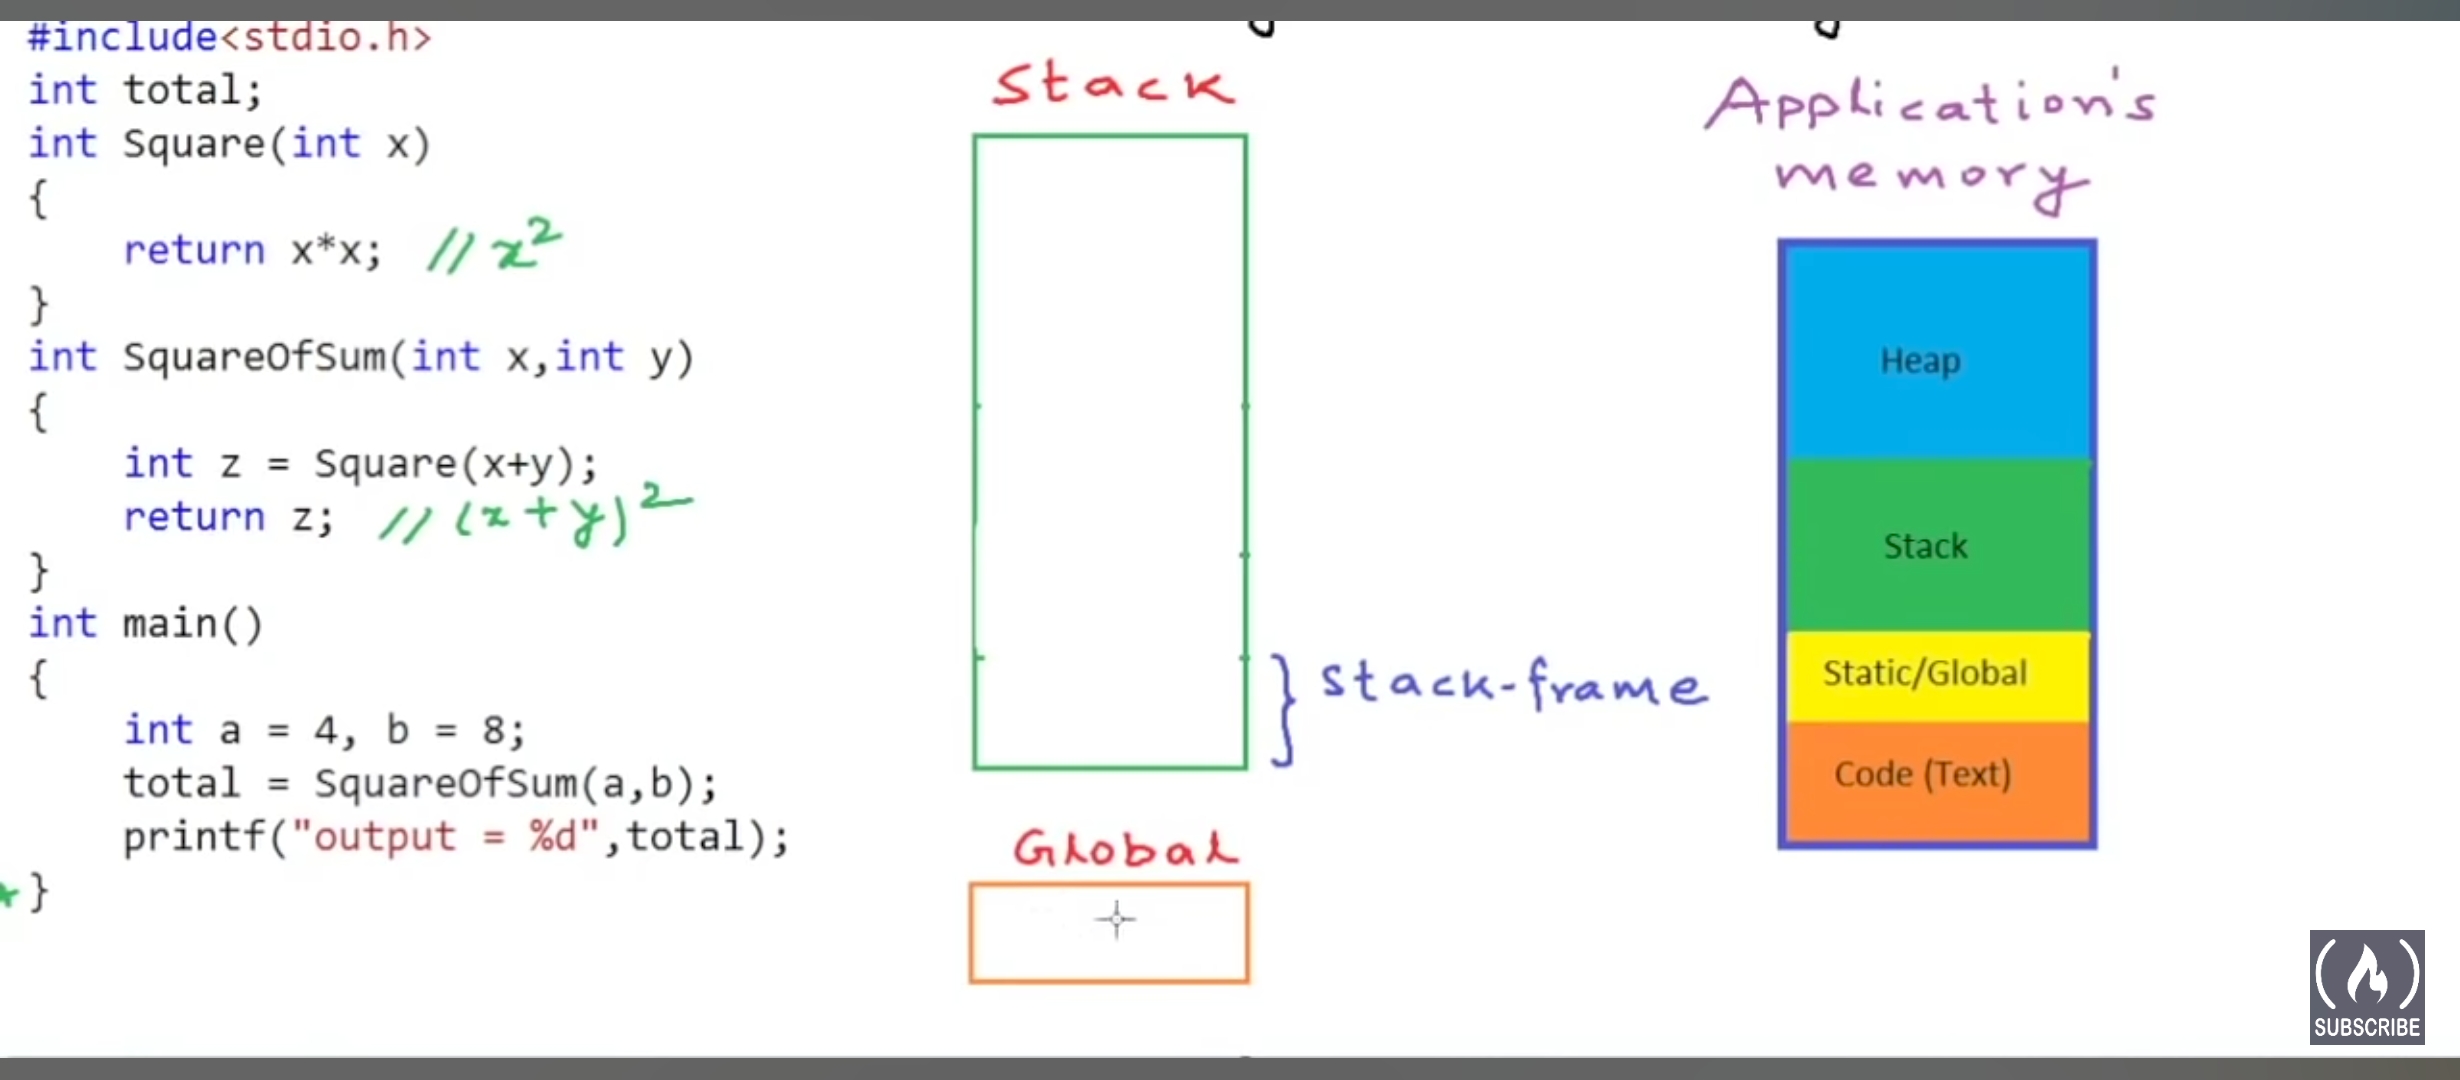 #include<stdio.h>
int total;
int Square(int x)
{
    return x*x; // x²
}
int SquareOfSum(int x,int y)
{
    int z = Square(x+y);
    return z; // (x+y)²
}
int main()
{
    int a = 4, b = 8;
    total = SquareOfSum(a,b);
    printf("output = %d",total);
}
Stack
stack-frame
Global
Application's
memory
Heap
Stack
Static/Global
Code (Text)
SUBSCRIBE